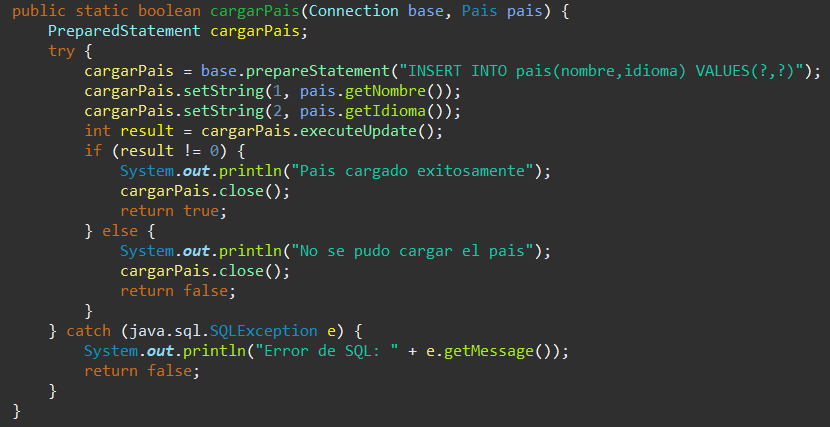 public static boolean cargarPais(Connection base, Pais pais) {
    PreparedStatement cargarPais;
    try {
        cargarPais = base.prepareStatement("INSERT INTO pais(nombre,idioma) VALUES(?,?)");
        cargarPais.setString(1, pais.getNombre());
        cargarPais.setString(2, pais.getIdioma());
        int result = cargarPais.executeUpdate();
        if (result != 0) {
            System.out.println("Pais cargado exitosamente");
            cargarPais.close();
            return true;
        } else {
            System.out.println("No se pudo cargar el pais");
            cargarPais.close();
            return false;
        }
    } catch (java.sql.SQLException e) {
        System.out.println("Error de SQL: " + e.getMessage());
        return false;
    }
}